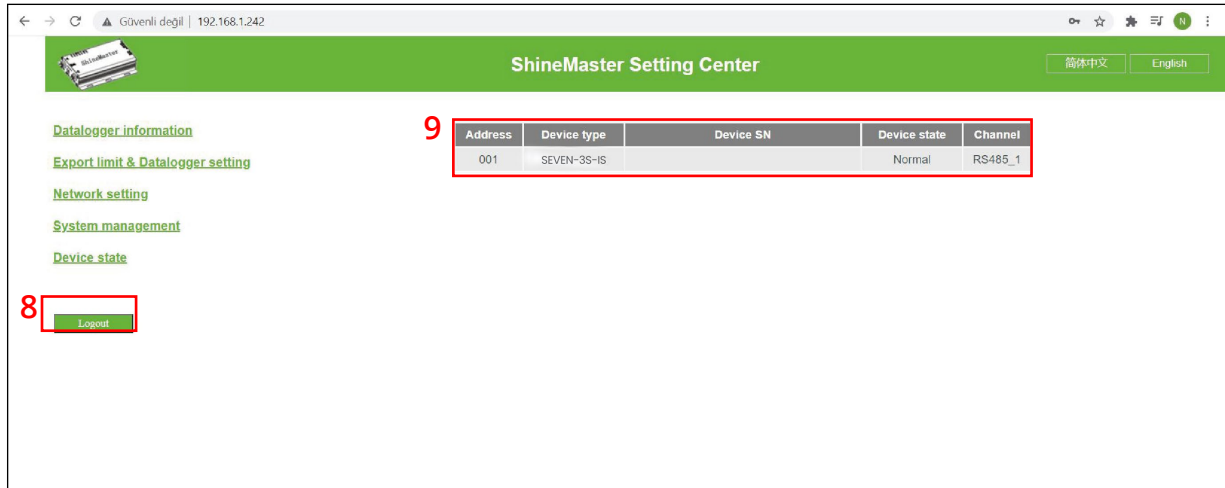 Güvenli değil | 192.168.1.242
N
ShineMaster
ShineMaster Setting Center
简体中文
English
Datalogger information
Export limit & Datalogger setting
Network setting
System management
Device state
8
Logout
9
Address Device type Device SN Device state Channel
001 SEVEN-3S-IS Normal RS485_1